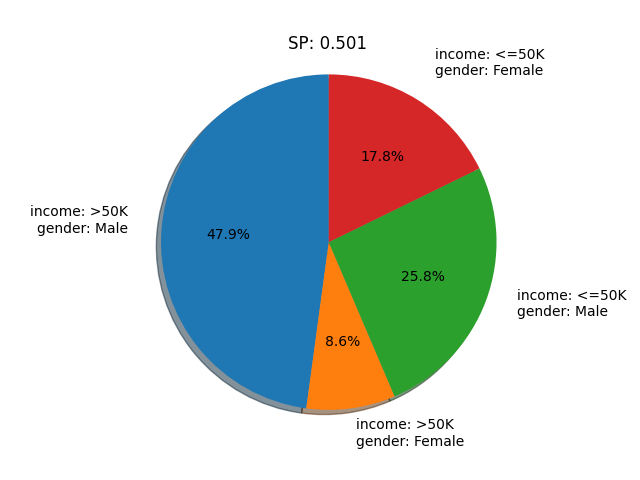 SP: 0.501
income: <=50K
gender: Female
17.8%
income: >50K
gender: Male
47.9%
25.8%
income: <=50K
gender: Male
8.6%
income: >50K
gender: Female